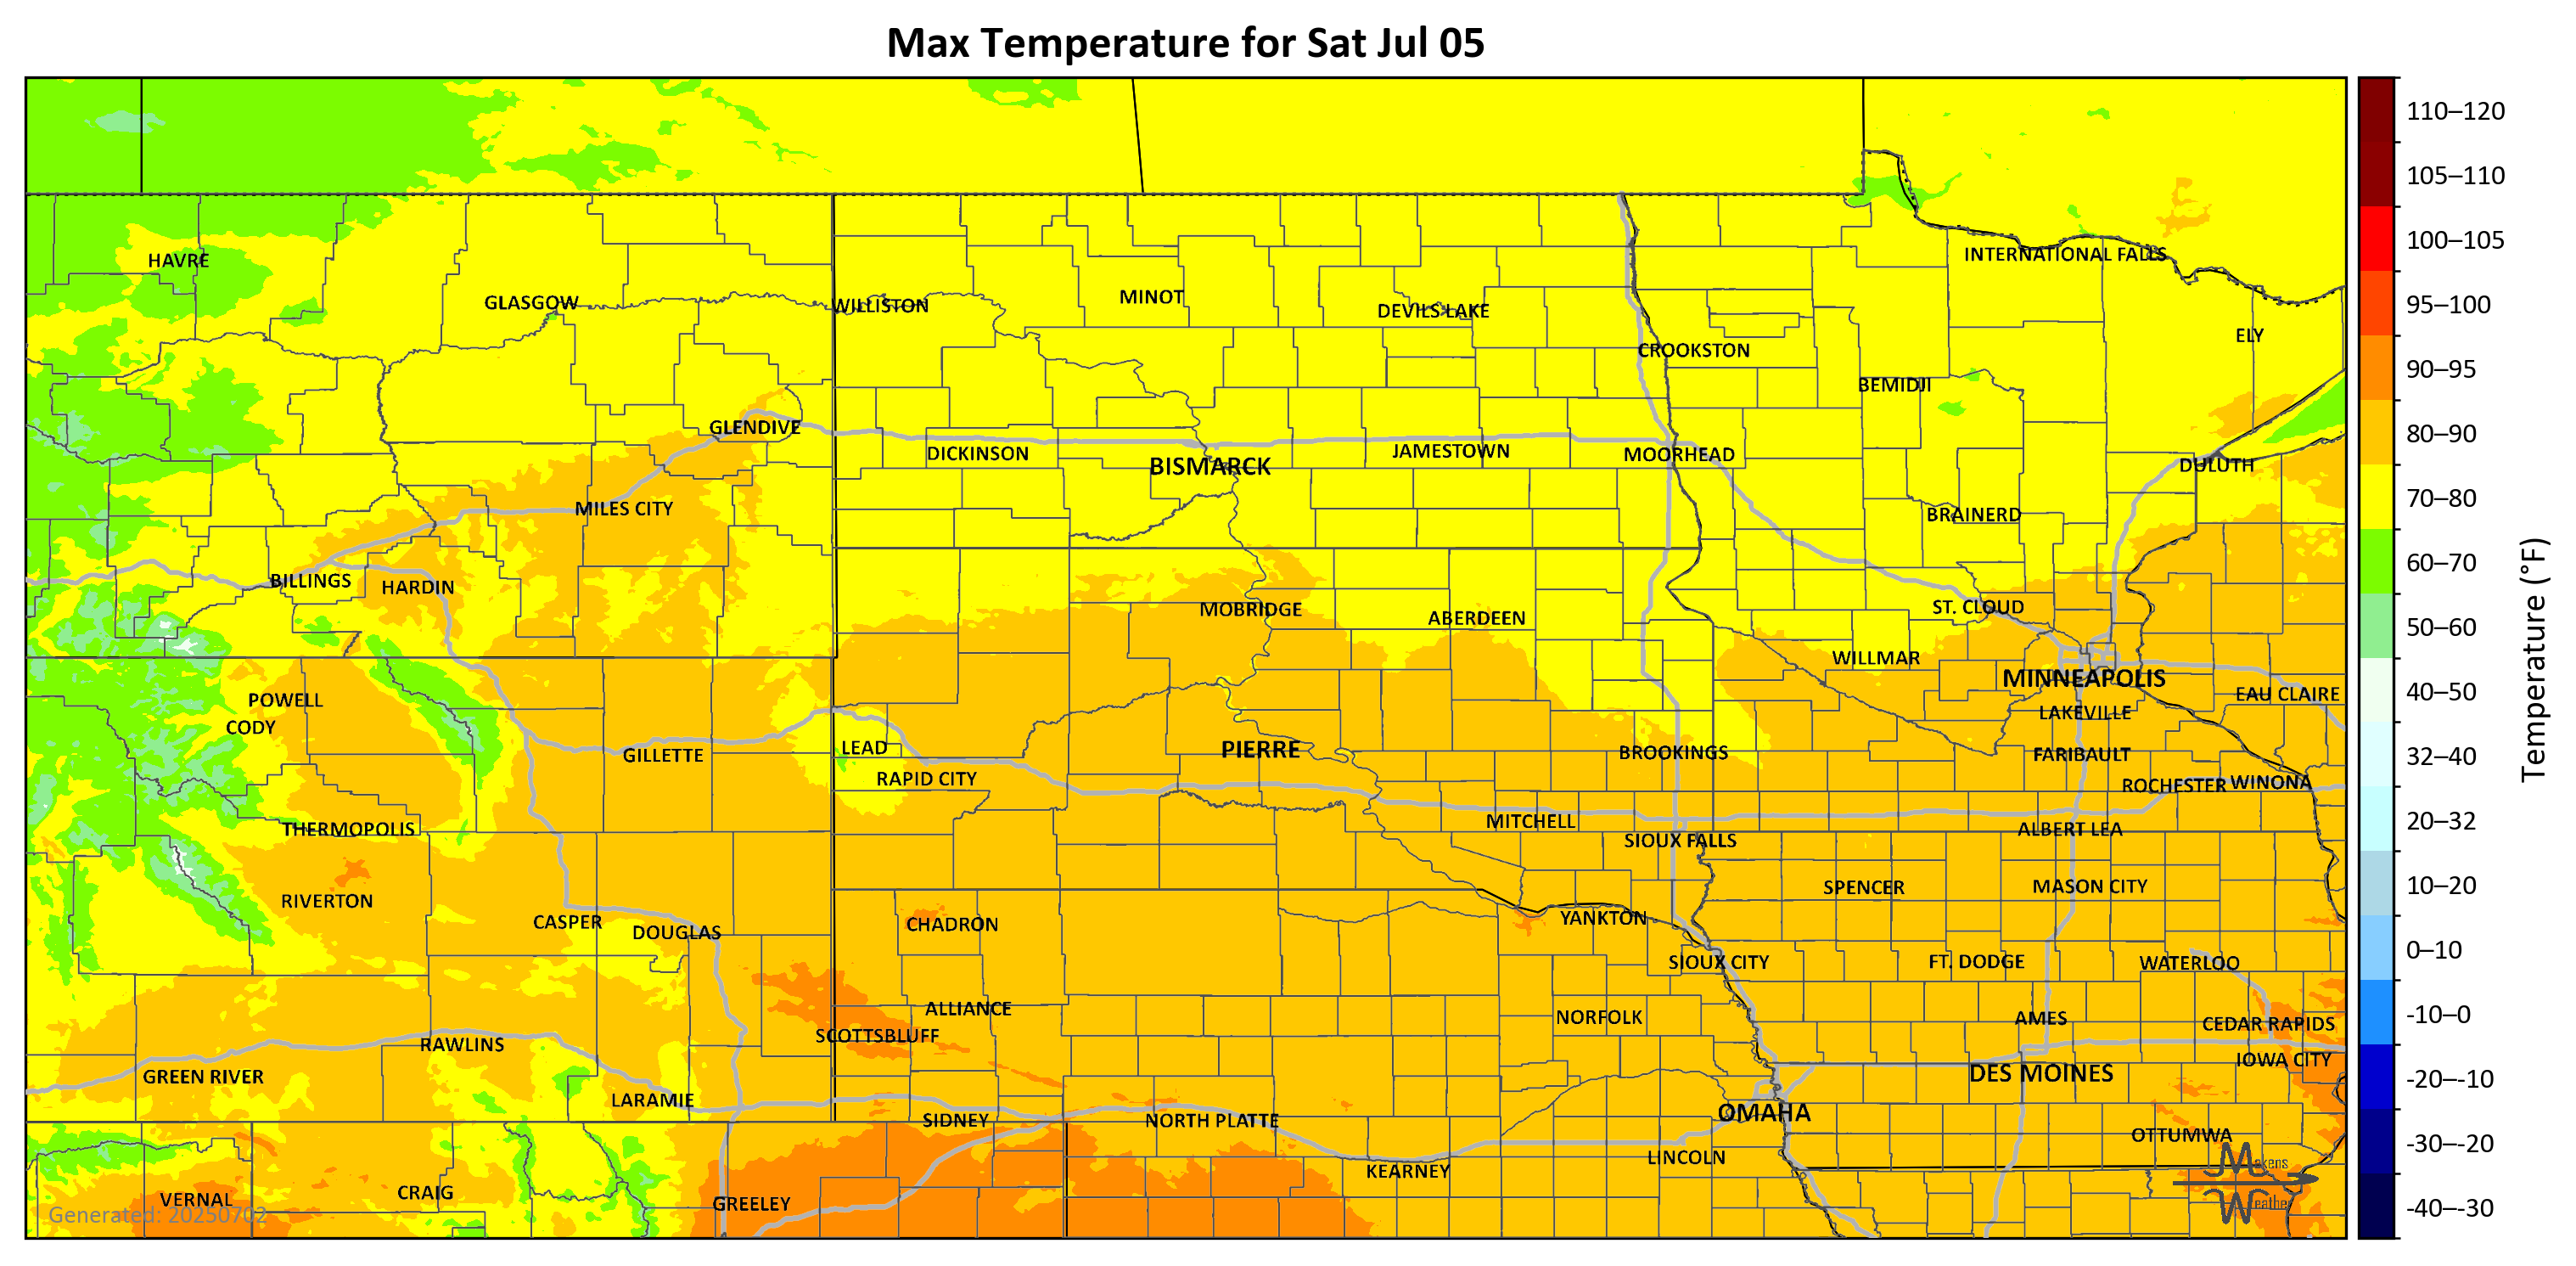 Max Temperature for Sat Jul 05
HAVRE
GLASGOW
WILLISTON
MINOT
DEVILS LAKE
CROOKSTON
INTERNATIONAL FALLS
ELY
BEMIDJI
GLENDIVE
DICKINSON
BISMARCK
JAMESTOWN
MOORHEAD
DULUTH
MILES CITY
BRAINERD
BILLINGS
HARDIN
MOBRIDGE
ABERDEEN
ST. CLOUD
WILLMAR
MINNEAPOLIS
EAU CLAIRE
POWELL
CODY
LAKEVILLE
GILLETTE
LEAD
RAPID CITY
PIERRE
BROOKINGS
FARIBAULT
ROCHESTER
WINONA
THERMOPOLIS
MITCHELL
SIOUX FALLS
ALBERT LEA
RIVERTON
SPENCER
MASON CITY
CASPER
DOUGLAS
CHADRON
YANKTON
SIOUX CITY
FT. DODGE
WATERLOO
ALLIANCE
SCOTTSBLUFF
NORFOLK
AMES
CEDAR RAPIDS
RAWLINS
GREEN RIVER
IOWA CITY
DES MOINES
LARAMIE
SIDNEY
NORTH PLATTE
OMAHA
OTTUMWA
LINCOLN
KEARNEY
VERNAL
CRAIG
GREELEY
Generated: 20250702
Makens
Weather
110–120
105–110
100–105
95–100
90–95
80–90
70–80
60–70
50–60
40–50
32–40
20–32
10–20
0–10
-10–0
-20–-10
-30–-20
-40–-30
Temperature (°F)